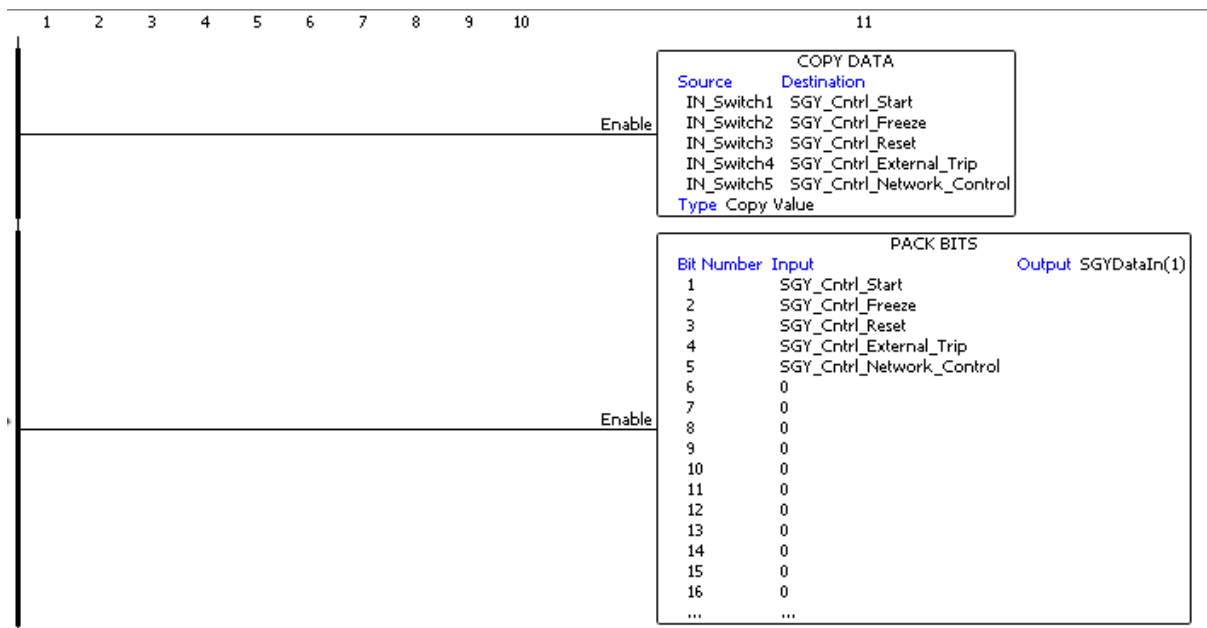 1 2 3 4 5 6 7 8 9 10 11
COPY DATA
Source Destination
IN_Switch1 SGY_Cntrl_Start
Enable IN_Switch2 SGY_Cntrl_Freeze
IN_Switch3 SGY_Cntrl_Reset
IN_Switch4 SGY_Cntrl_External_Trip
IN_Switch5 SGY_Cntrl_Network_Control
Type Copy Value
PACK BITS
Bit Number Input Output SGYDataIn(1)
1 SGY_Cntrl_Start
2 SGY_Cntrl_Freeze
3 SGY_Cntrl_Reset
4 SGY_Cntrl_External_Trip
5 SGY_Cntrl_Network_Control
6 0
7 0
Enable 8 0
9 0
10 0
11 0
12 0
13 0
14 0
15 0
16 0
... ...